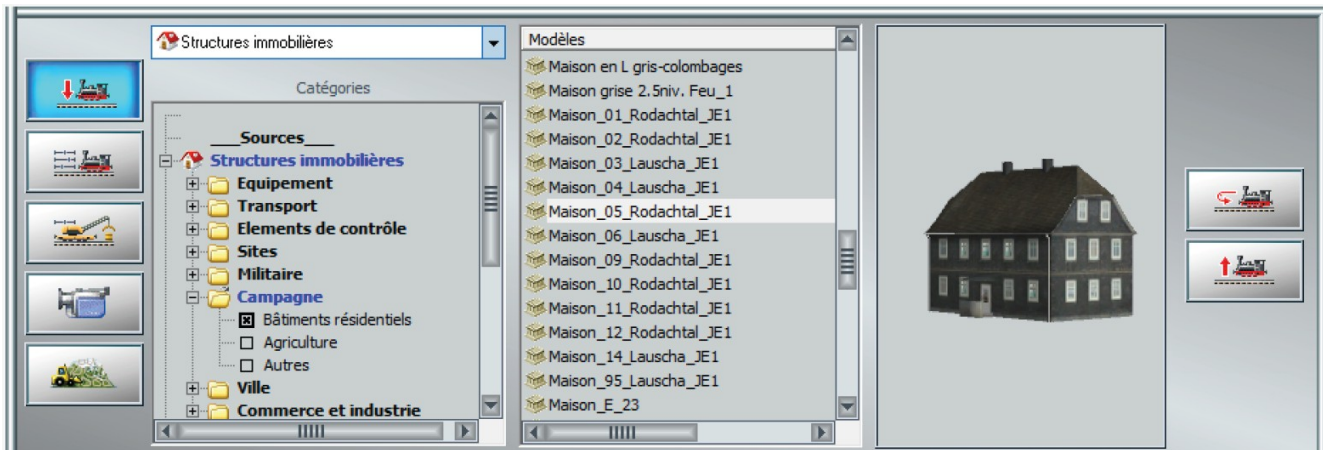 Structures immobilières
Catégories
___Sources___
Structures immobilières
Equipement
Transport
Elements de contrôle
Sites
Militaire
Campagne
Bâtiments résidentiels
Agriculture
Autres
Ville
Commerce et industrie
Modèles
Maison en L gris-colombages
Maison grise 2.5niv. Feu_1
Maison_01_Rodachtal_JE1
Maison_02_Rodachtal_JE1
Maison_03_Lauscha_JE1
Maison_04_Lauscha_JE1
Maison_05_Rodachtal_JE1
Maison_06_Lauscha_JE1
Maison_09_Rodachtal_JE1
Maison_10_Rodachtal_JE1
Maison_11_Rodachtal_JE1
Maison_12_Rodachtal_JE1
Maison_14_Lauscha_JE1
Maison_95_Lauscha_JE1
Maison_E_23